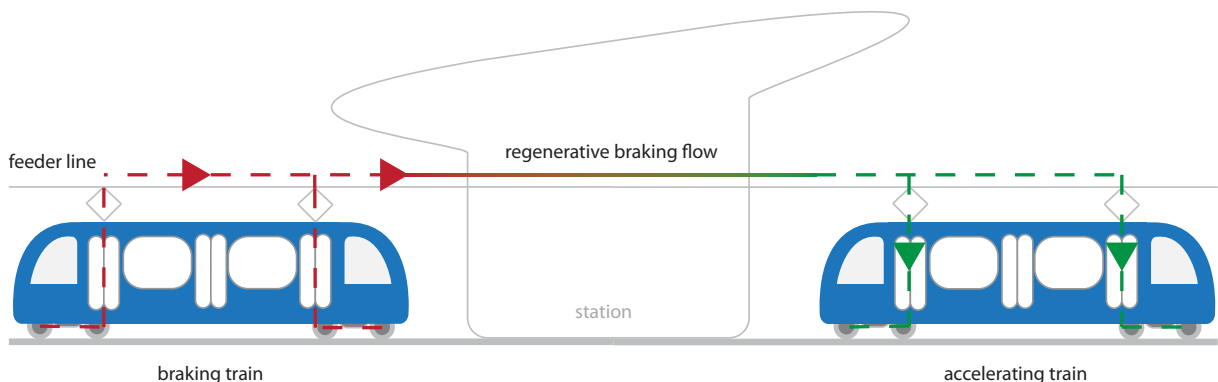 feeder line
regenerative braking flow
station
braking train
accelerating train